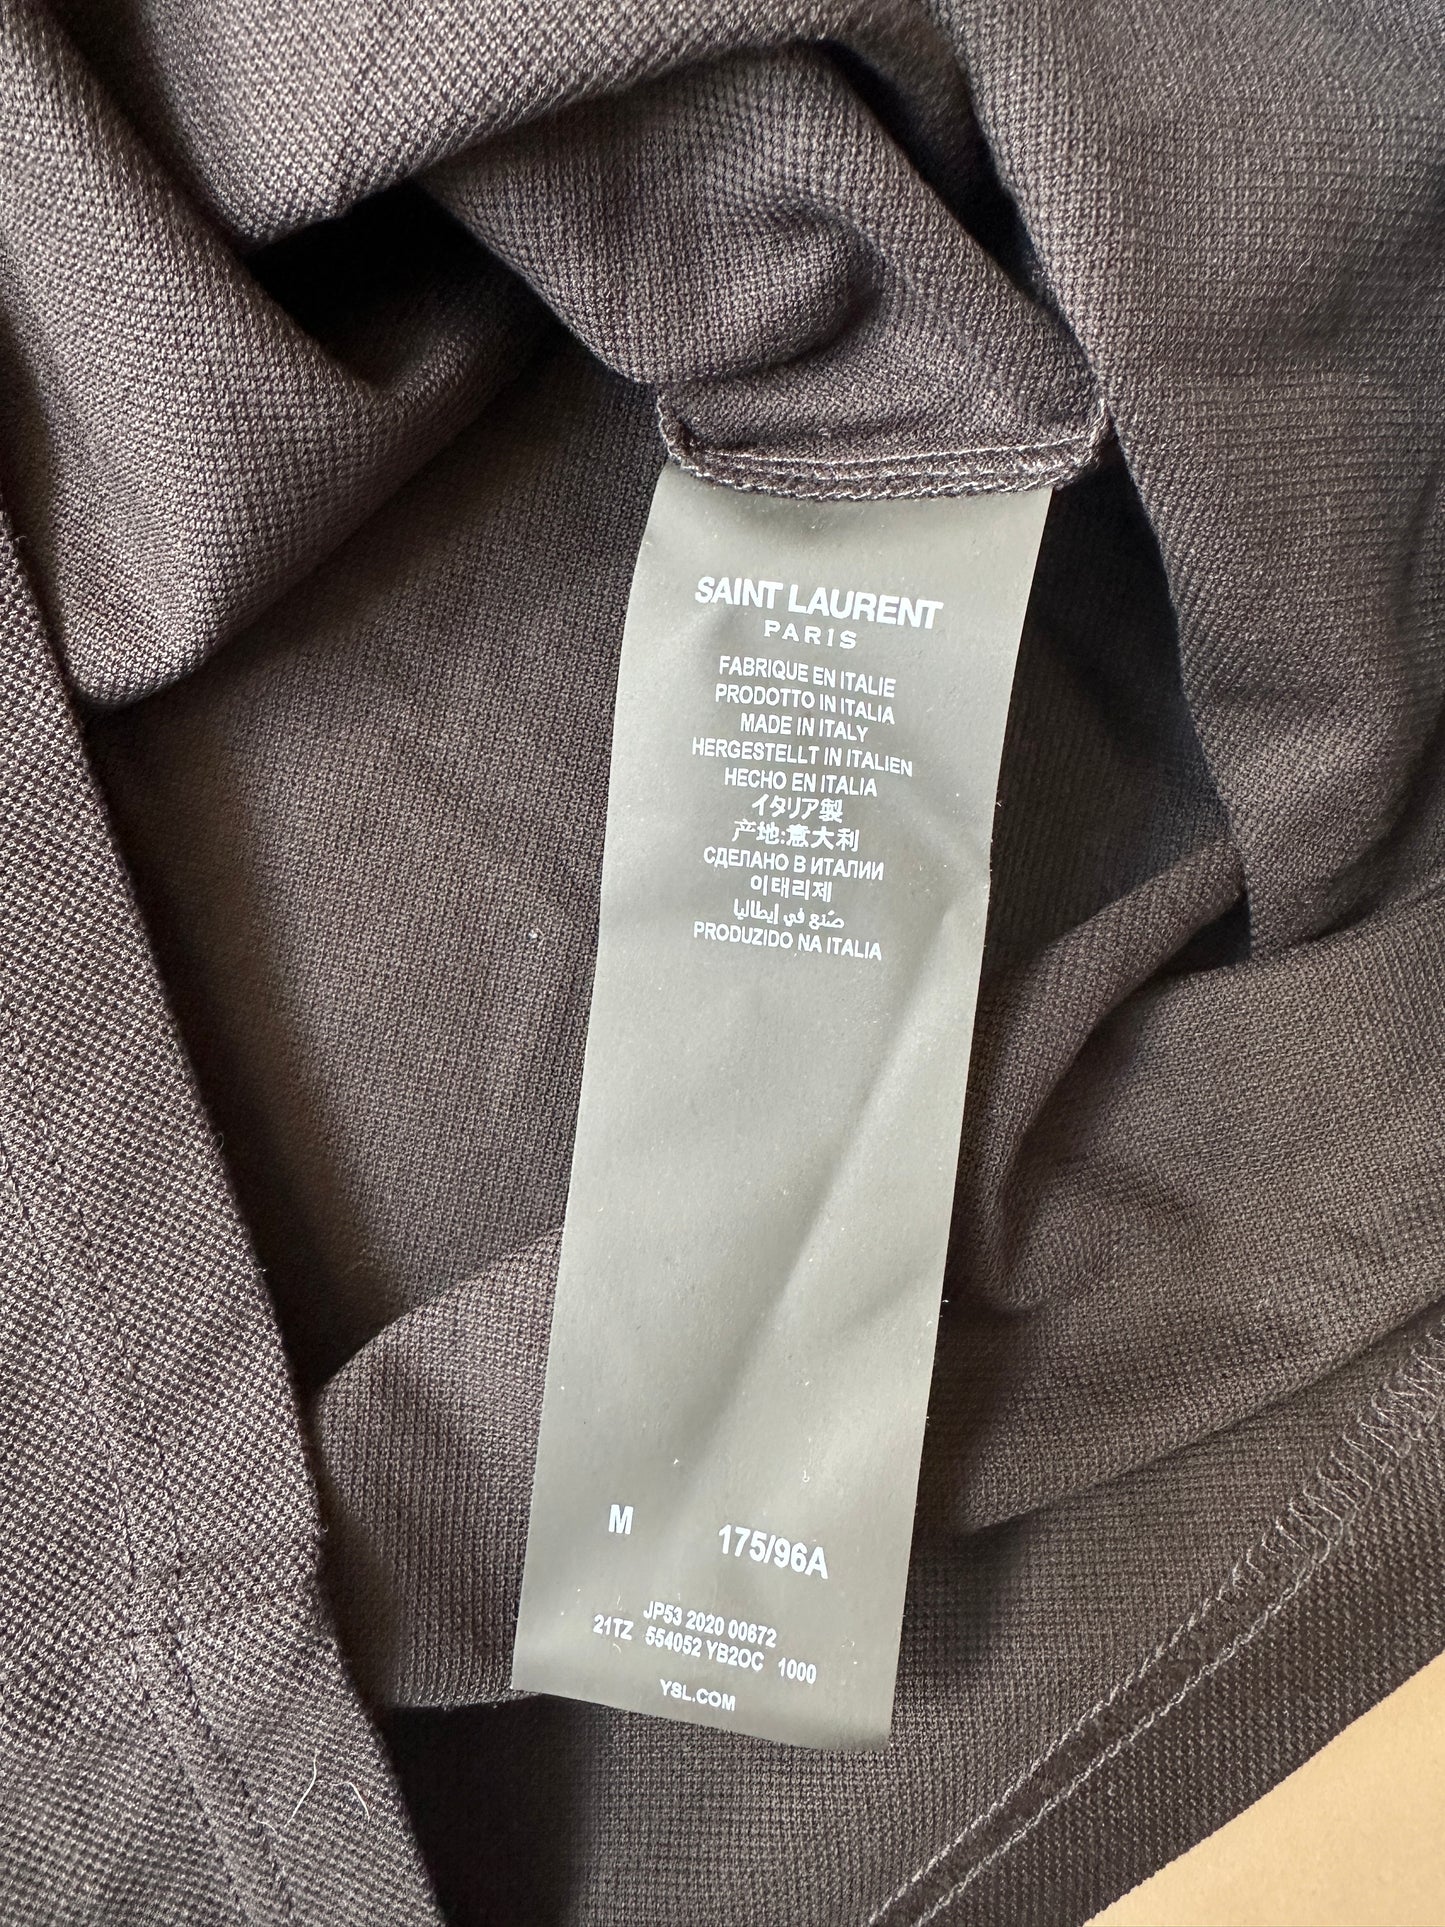 SAINT LAURENT
PARIS
FABRIQUE EN ITALIE
PRODOTTO IN ITALIA
MADE IN ITALY
HERGESTELLT IN ITALIEN
HECHO EN ITALIA
イタリア製
产地:意大利
СДЕЛАНО В ИТАЛИИ
이태리제
صنع في إيطاليا
PRODUZIDO NA ITALIA
M 175/96A
JP53 2020 00672
21TZ 554052 YB2OC 1000
YSL.COM